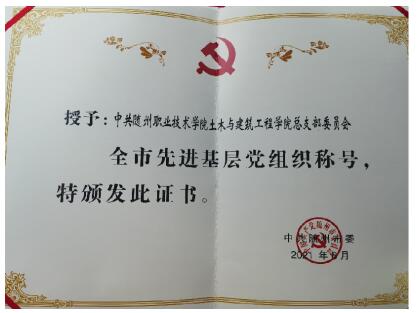 授予：中共随州职业技术学院土木与建筑工程学院总支部委员会
全市先进基层党组织称号，
特颁发此证书。
中共随州市委
2021年6月